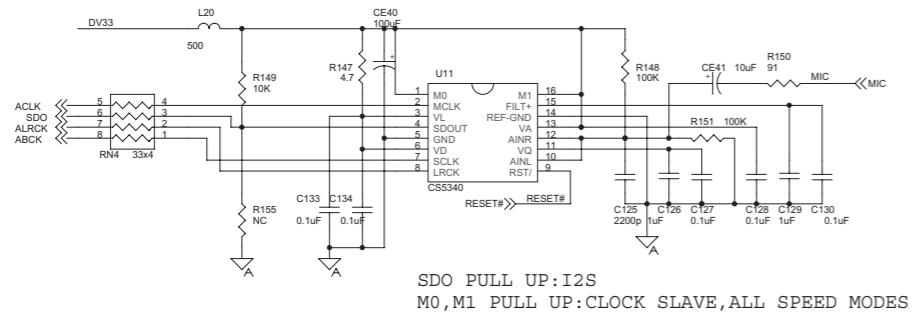 DV33
L20
500
CE40
100uF
R149
10K
R147
4.7
U11
R148
100K
CE41 10uF
R150
91
MIC
MIC
ACLK 5 4
SDO 6 3
ALRCK 7 2
ABCK 8 1
RN4 33x4
1 M0 M1 16
2 MCLK FILT+ 15
3 VL REF-GND 14
4 SDOUT VA 13
5 GND AINR 12
6 VD VQ 11
7 SCLK AINL 10
8 LRCK RST/ 9
CS5340
R151 100K
R155
NC
C133 C134
0.1uF 0.1uF
RESET# RESET#
C125 C126 C127 C128 C129 C130
2200p 1uF 0.1uF 0.1uF 1uF 0.1uF
A A A
SDO PULL UP:I2S
M0,M1 PULL UP:CLOCK SLAVE,ALL SPEED MODES